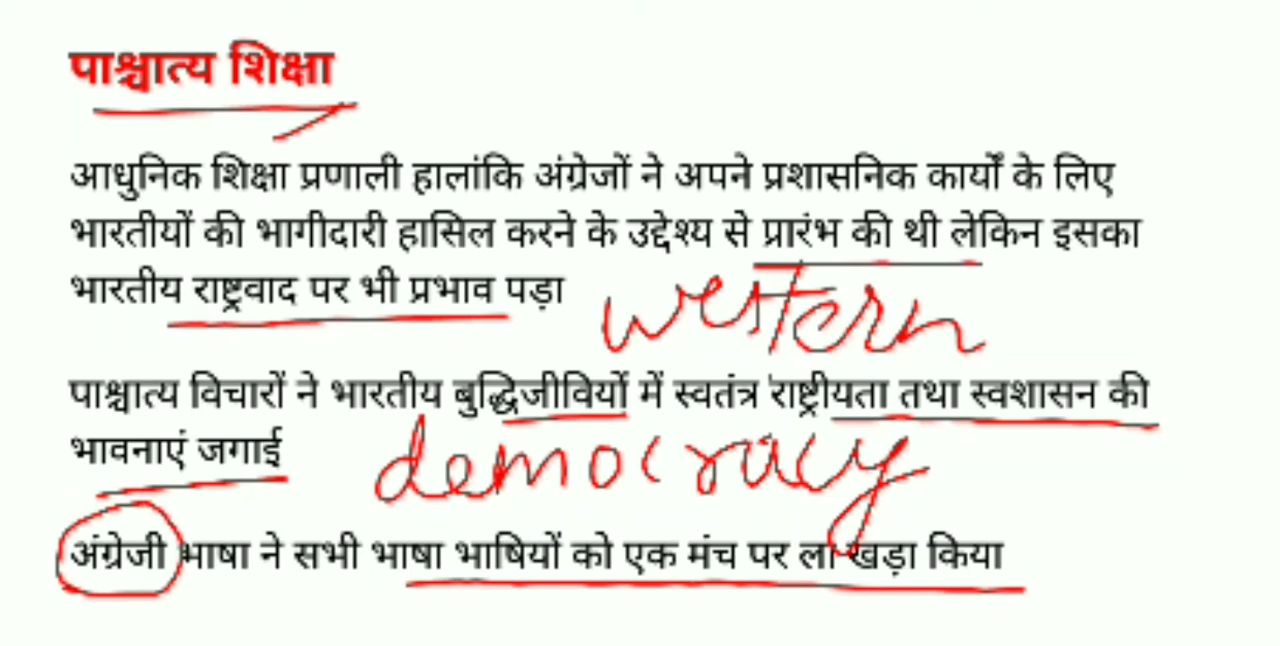 पाश्चात्य शिक्षा
आधुनिक शिक्षा प्रणाली हालांकि अंग्रेजों ने अपने प्रशासनिक कार्यों के लिए
भारतीयों की भागीदारी हासिल करने के उद्देश्य से प्रारंभ की थी लेकिन इसका
भारतीय राष्ट्रवाद पर भी प्रभाव पड़ा
western
पाश्चात्य विचारों ने भारतीय बुद्धिजीवियों में स्वतंत्र राष्ट्रीयता तथा स्वशासन की
भावनाएं जगाई
democracy
अंग्रेजी भाषा ने सभी भाषा भाषियों को एक मंच पर ला खड़ा किया